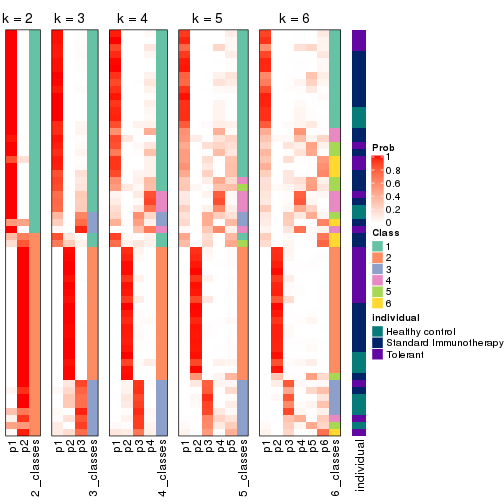 k = 2 k = 3 k = 4 k = 5 k = 6
Prob
1
0.8
0.6
0.4
0.2
0
Class
1
2
3
4
5
6
individual
Healthy control
Standard Immunotherapy
Tolerant
p1 p2 2_classes p1 p2 p3 3_classes p1 p2 p3 p4 4_classes p1 p2 p3 p4 p5 5_classes p1 p2 p3 p4 p5 p6 6_classes individual